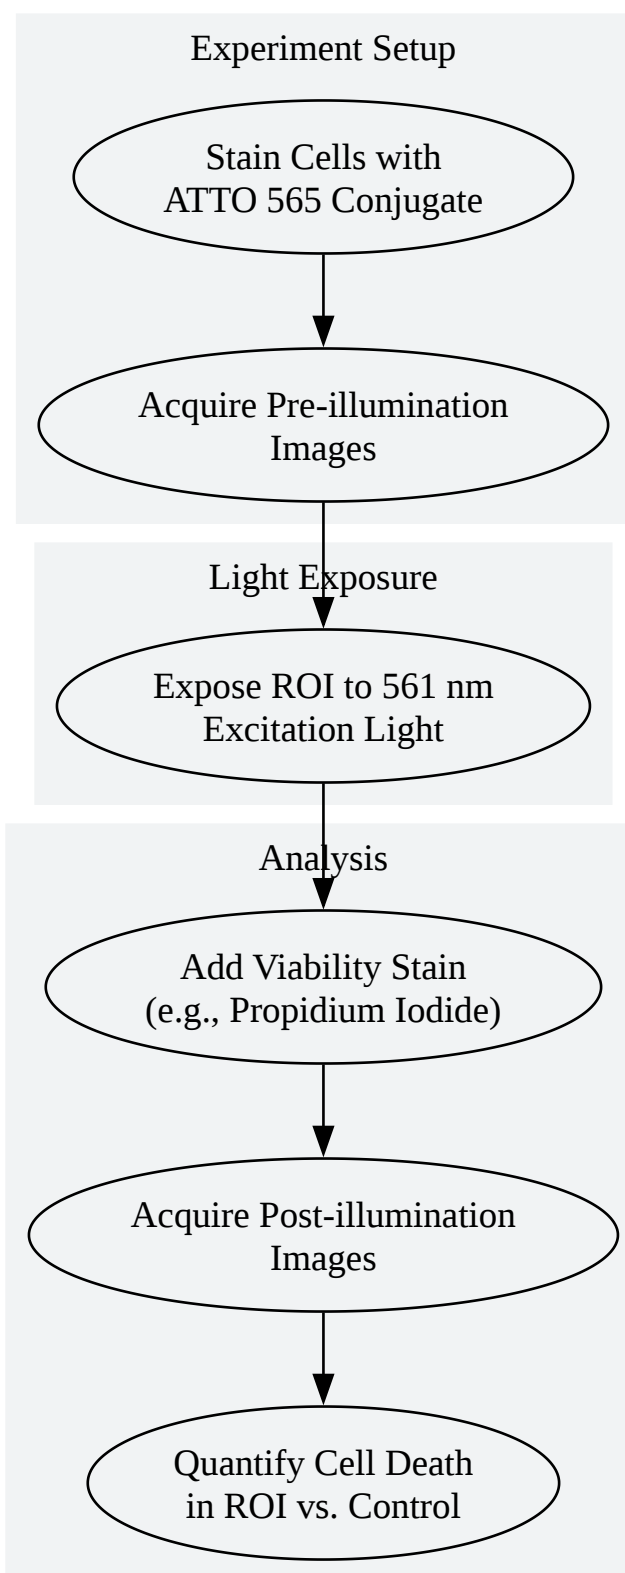 Experiment Setup
Stain Cells with
ATTO 565 Conjugate
Acquire Pre-illumination
Images
Light Exposure
Expose ROI to 561 nm
Excitation Light
Analysis
Add Viability Stain
(e.g., Propidium Iodide)
Acquire Post-illumination
Images
Quantify Cell Death
in ROI vs. Control